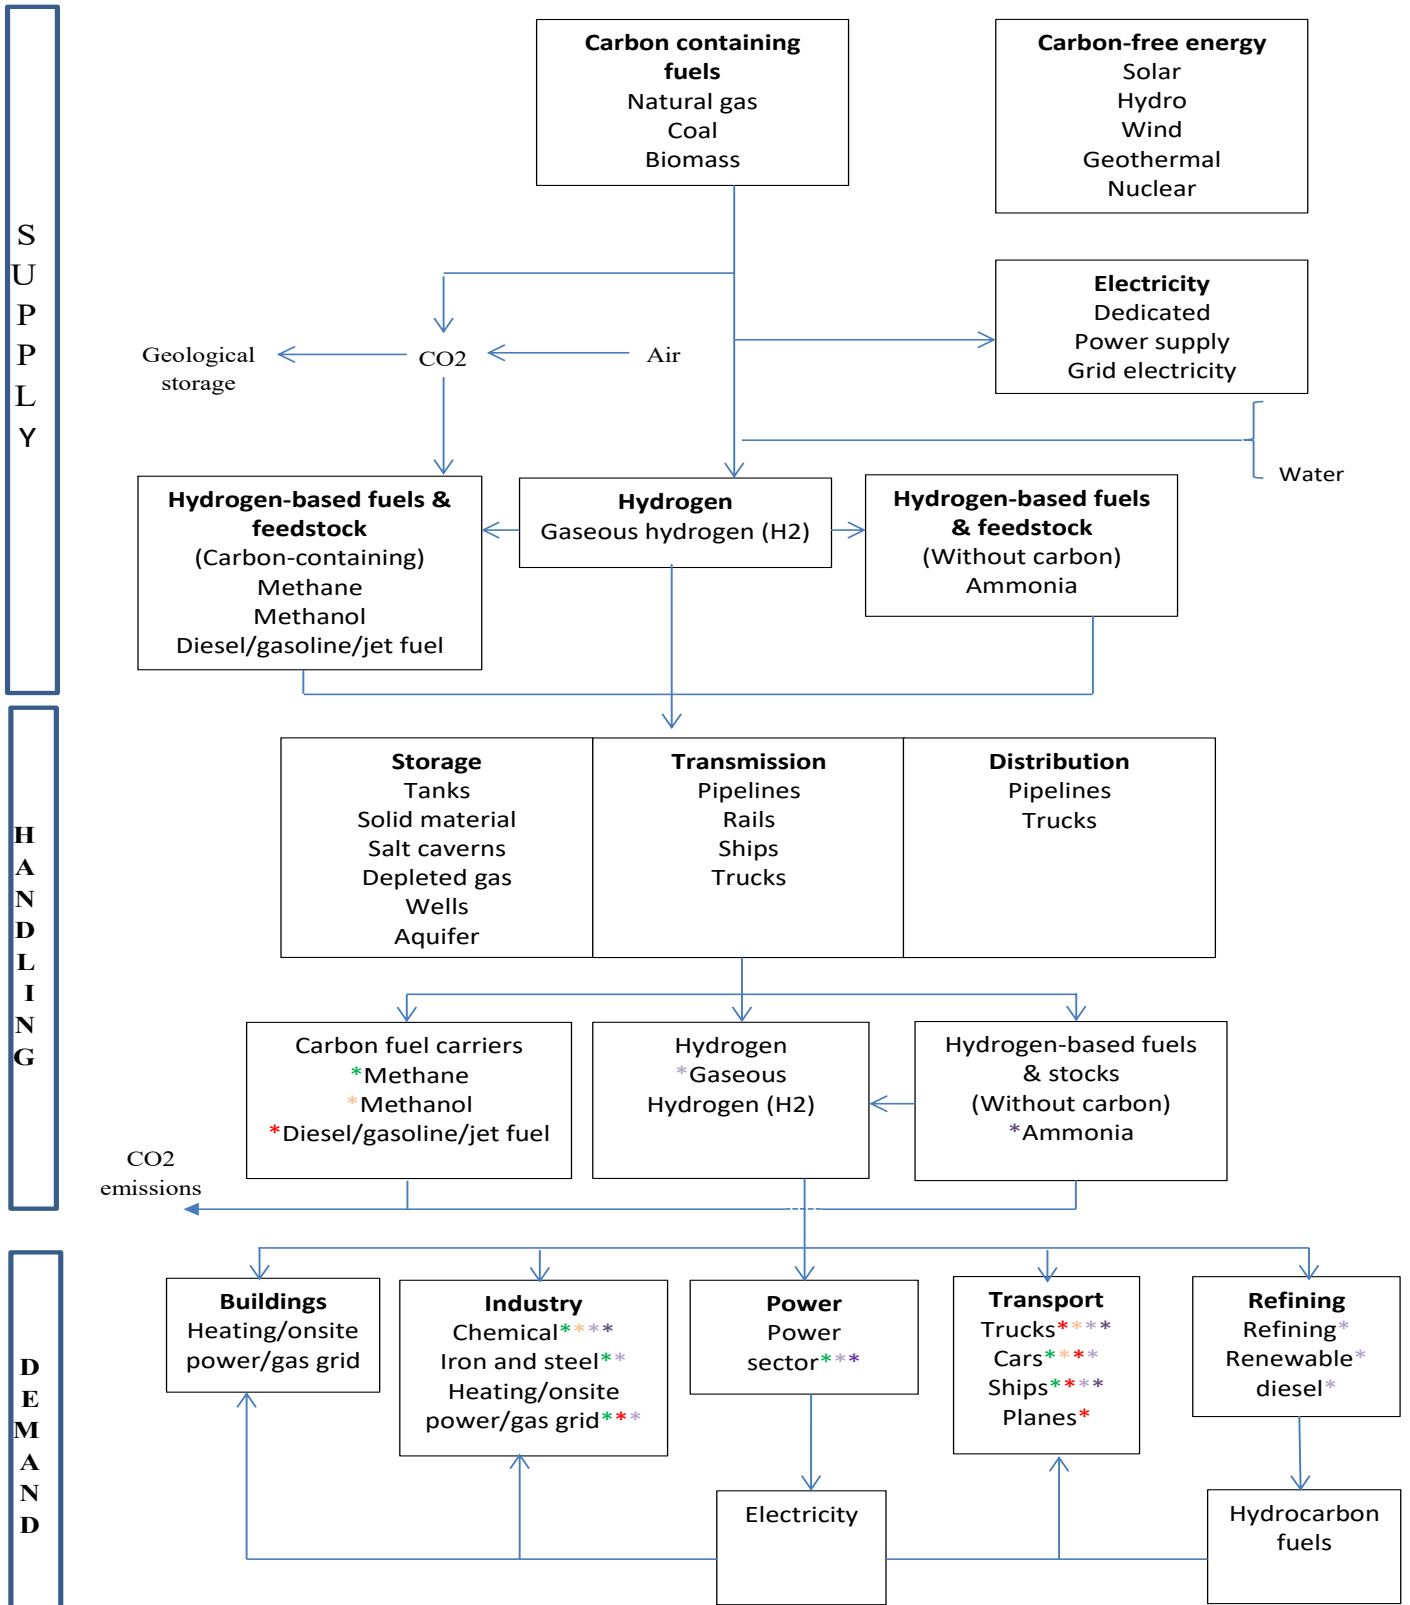 SUPPLY
Carbon containing
fuels
Natural gas
Coal
Biomass
Carbon-free energy
Solar
Hydro
Wind
Geothermal
Nuclear
Electricity
Dedicated
Power supply
Grid electricity
Geological
storage
CO2
Air
Water
Hydrogen-based fuels &
feedstock
(Carbon-containing)
Methane
Methanol
Diesel/gasoline/jet fuel
Hydrogen
Gaseous hydrogen (H2)
Hydrogen-based fuels
& feedstock
(Without carbon)
Ammonia
HANDLING
Storage
Tanks
Solid material
Salt caverns
Depleted gas
Wells
Aquifer
Transmission
Pipelines
Rails
Ships
Trucks
Distribution
Pipelines
Trucks
Carbon fuel carriers
*Methane
*Methanol
*Diesel/gasoline/jet fuel
Hydrogen
*Gaseous
Hydrogen (H2)
Hydrogen-based fuels
& stocks
(Without carbon)
*Ammonia
CO2
emissions
DEMAND
Buildings
Heating/onsite
power/gas grid
Industry
Chemical****
Iron and steel**
Heating/onsite
power/gas grid***
Power
Power
sector***
Transport
Trucks****
Cars****
Ships****
Planes*
Refining
Refining*
Renewable*
diesel*
Electricity
Hydrocarbon
fuels